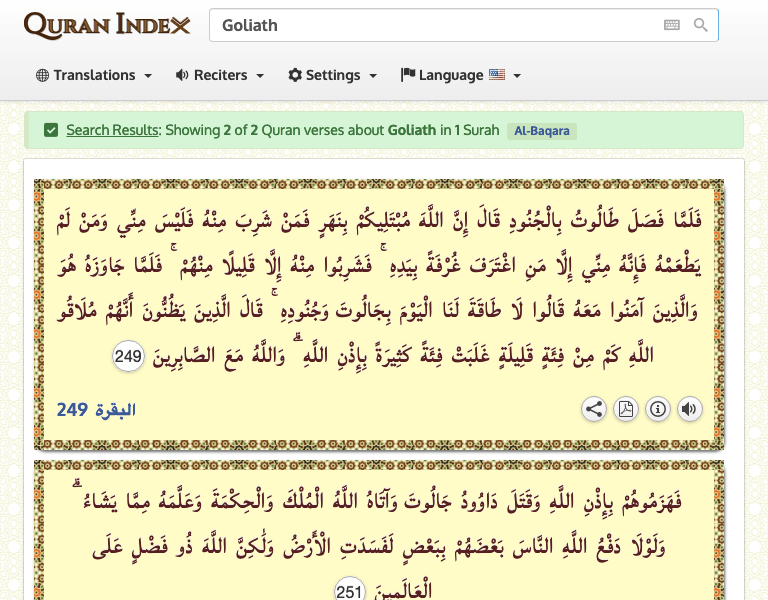 QURAN INDEX
Goliath
Translations
Reciters
Settings
Language
Search Results: Showing 2 of 2 Quran verses about Goliath in 1 Surah Al-Baqara
فَلَمَّا فَصَلَ طَالُوتُ بِالْجُنُودِ قَالَ إِنَّ اللَّهَ مُبْتَلِيكُمْ بِنَهَرٍ فَمَنْ شَرِبَ مِنْهُ فَلَيْسَ مِنِّي وَمَنْ لَمْ
يَطْعَمْهُ فَإِنَّهُ مِنِّي إِلَّا مَنِ اغْتَرَفَ غُرْفَةً بِيَدِهِ ۚ فَشَرِبُوا مِنْهُ إِلَّا قَلِيلًا مِنْهُمْ ۚ فَلَمَّا جَاوَزَهُ هُوَ
وَالَّذِينَ آمَنُوا مَعَهُ قَالُوا لَا طَاقَةَ لَنَا الْيَوْمَ بِجَالُوتَ وَجُنُودِهِ ۚ قَالَ الَّذِينَ يَظُنُّونَ أَنَّهُمْ مُلَاقُو
اللَّهِ كَمْ مِنْ فِئَةٍ قَلِيلَةٍ غَلَبَتْ فِئَةً كَثِيرَةً بِإِذْنِ اللَّهِ ۗ وَاللَّهُ مَعَ الصَّابِرِينَ 249
البقرة 249
فَهَزَمُوهُمْ بِإِذْنِ اللَّهِ وَقَتَلَ دَاوُودُ جَالُوتَ وَآتَاهُ اللَّهُ الْمُلْكَ وَالْحِكْمَةَ وَعَلَّمَهُ مِمَّا يَشَاءُ ۗ
وَلَوْلَا دَفْعُ اللَّهِ النَّاسَ بَعْضَهُمْ بِبَعْضٍ لَفَسَدَتِ الْأَرْضُ وَلَٰكِنَّ اللَّهَ ذُو فَضْلٍ عَلَى
الْعَالَمِينَ 251